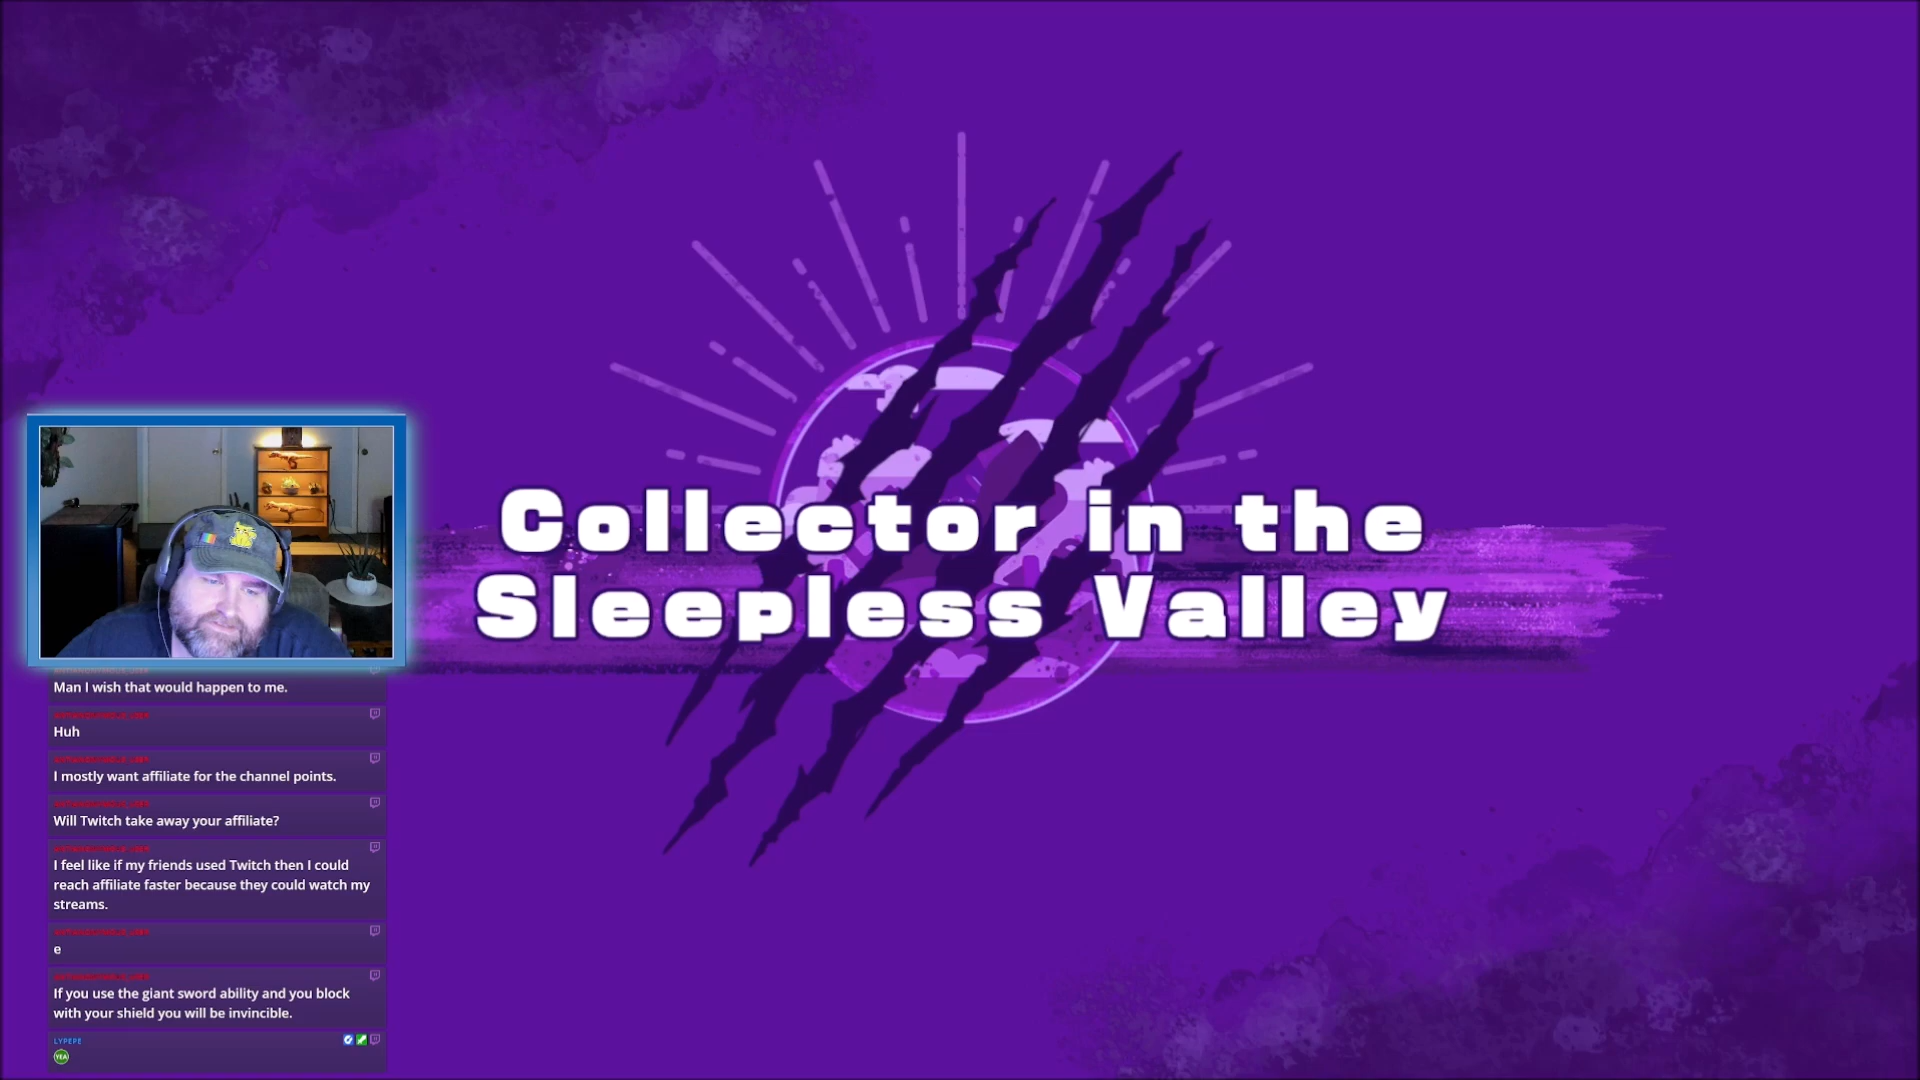 Collector in the
Sleepless Valley
Man I wish that would happen to me.
Huh
I mostly want affiliate for the channel points.
Will Twitch take away your affiliate?
I feel like if my friends used Twitch then I could
reach affiliate faster because they could watch my
streams.
e
If you use the giant sword ability and you block
with your shield you will be invincible.
LYPEPE
YEA